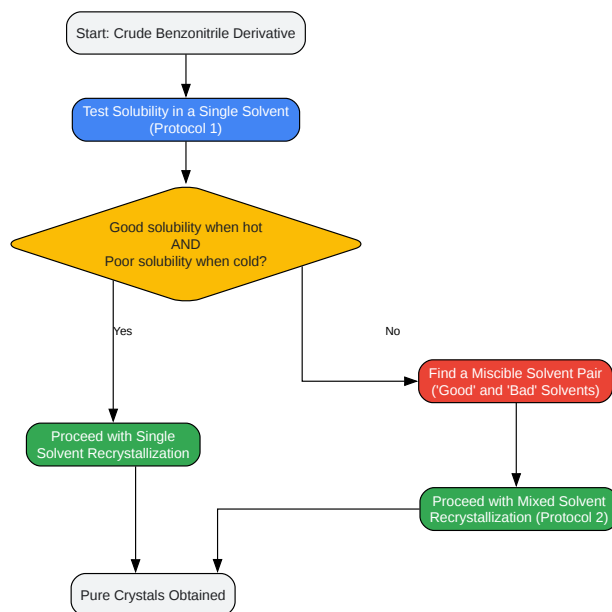 Start: Crude Benzonitrile Derivative
Test Solubility in a Single Solvent
(Protocol 1)
Good solubility when hot
AND
Poor solubility when cold?
Yes
No
Find a Miscible Solvent Pair
('Good' and 'Bad' Solvents)
Proceed with Single
Solvent Recrystallization
Proceed with Mixed Solvent
Recrystallization (Protocol 2)
Pure Crystals Obtained